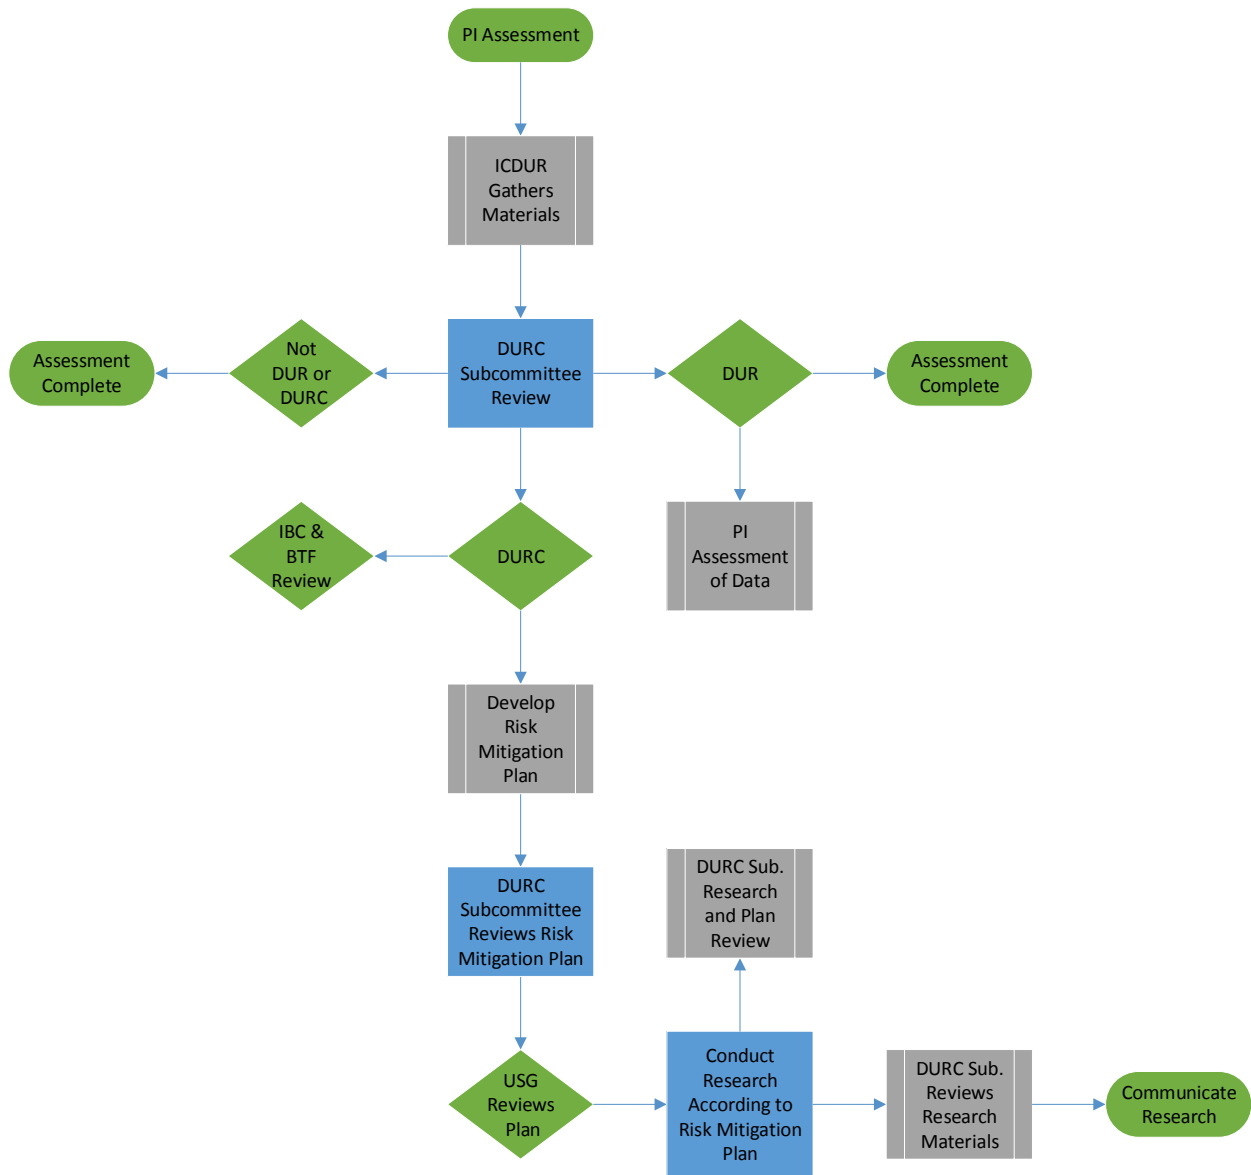 PI Assessment
ICDUR
Gathers
Materials
Assessment
Complete
Not
DUR or
DURC
DURC
Subcommittee
Review
DUR
Assessment
Complete
IBC &
BTF
Review
DURC
PI
Assessment
of Data
Develop
Risk
Mitigation
Plan
DURC
Subcommittee
Reviews Risk
Mitigation Plan
DURC Sub.
Research
and Plan
Review
USG
Reviews
Plan
Conduct
Research
According to
Risk Mitigation
Plan
DURC Sub.
Reviews
Research
Materials
Communicate
Research